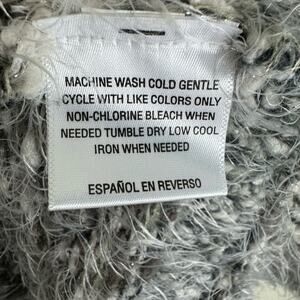 MACHINE WASH COLD GENTLE
CYCLE WITH LIKE COLORS ONLY
NON-CHLORINE BLEACH WHEN
NEEDED TUMBLE DRY LOW COOL
IRON WHEN NEEDED
ESPAÑOL EN REVERSO